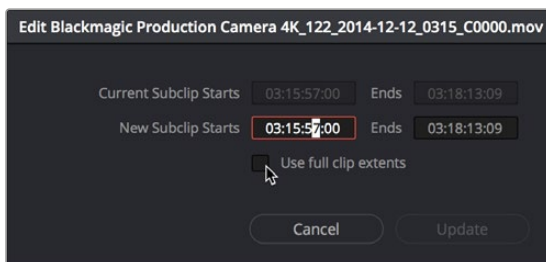 Edit Blackmagic Production Camera 4K_122_2014-12-12_0315_C0000.mov
Current Subclip Starts 03:15:57:00 Ends 03:18:13:09
New Subclip Starts 03:15:57:00 Ends 03:18:13:09
Use full clip extents
Cancel Update